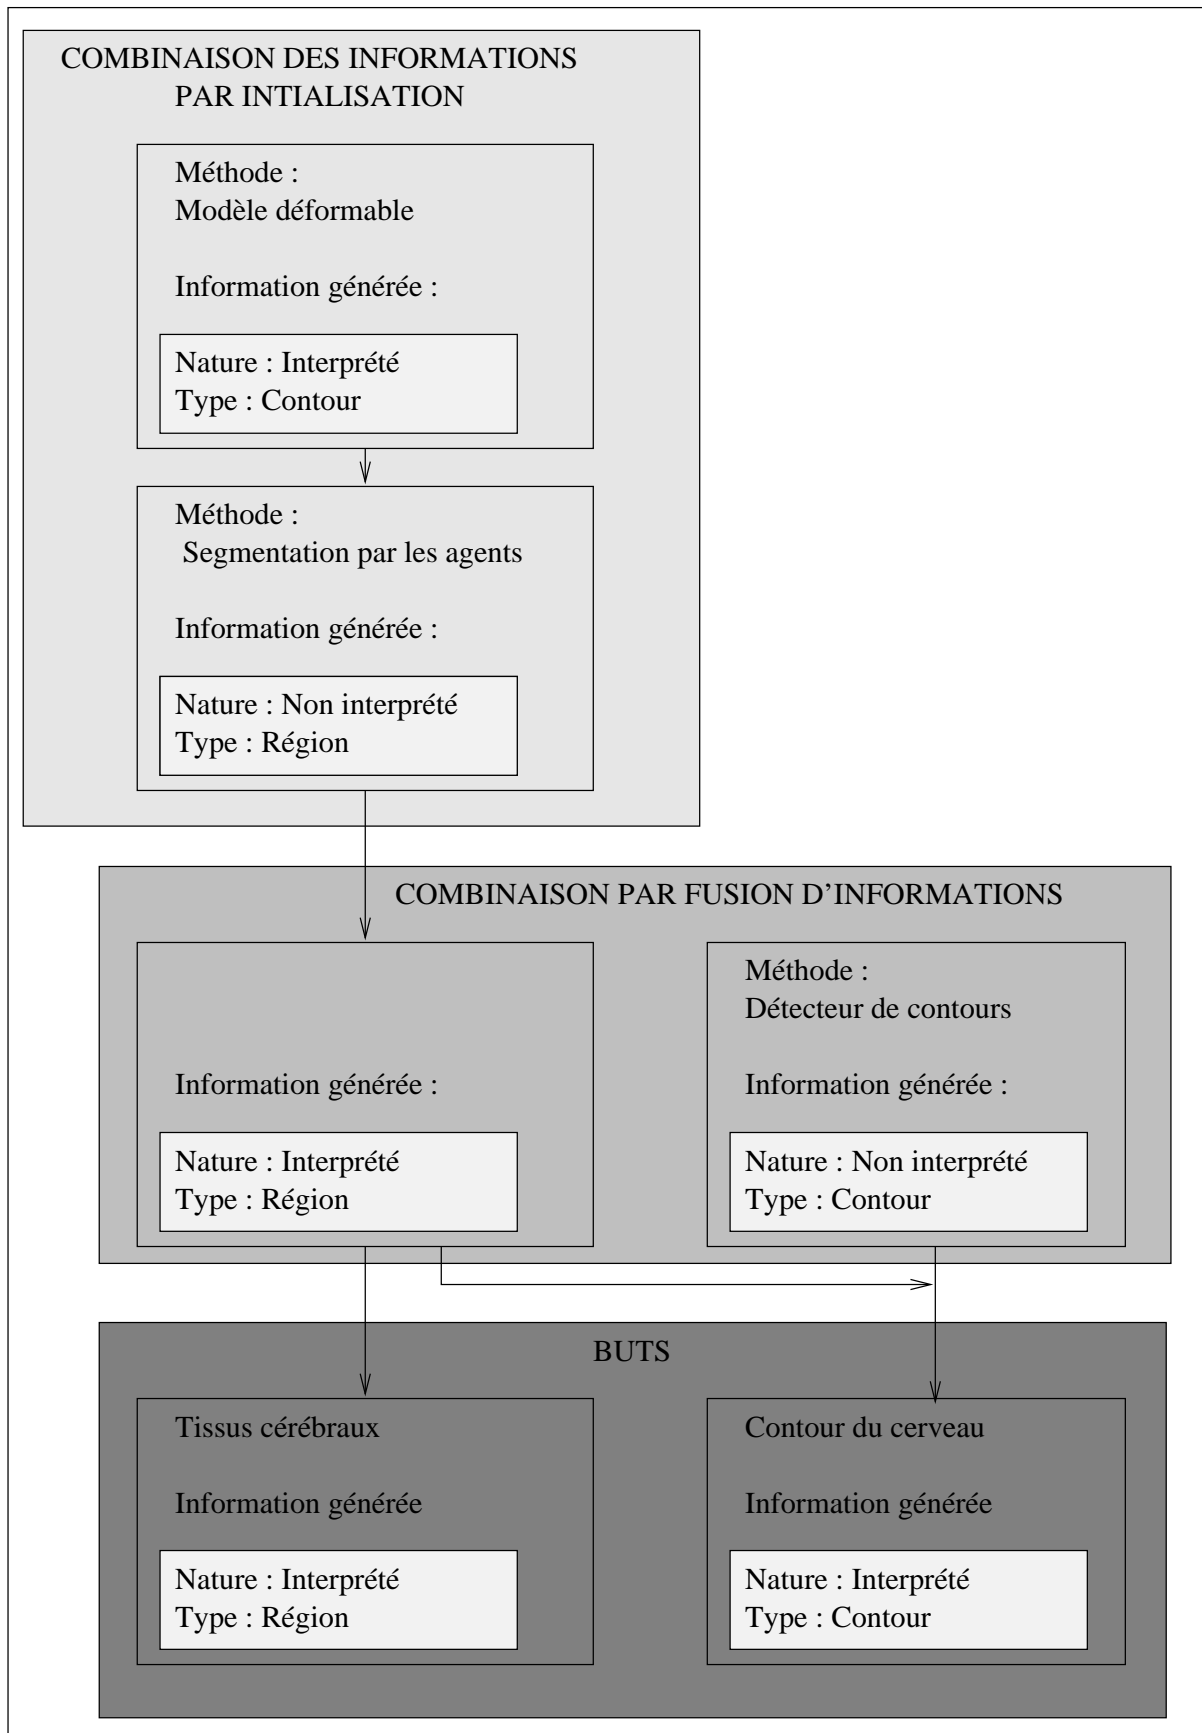 COMBINAISON DES INFORMATIONS
PAR INTIALISATION
Méthode :
Modèle déformable
Information générée :
Nature : Interprété
Type : Contour
Méthode :
Segmentation par les agents
Information générée :
Nature : Non interprété
Type : Région
COMBINAISON PAR FUSION D’INFORMATIONS
Information générée :
Nature : Interprété
Type : Région
Méthode :
Détecteur de contours
Information générée :
Nature : Non interprété
Type : Contour
BUTS
Tissus cérébraux
Information générée
Nature : Interprété
Type : Région
Contour du cerveau
Information générée
Nature : Interprété
Type : Contour